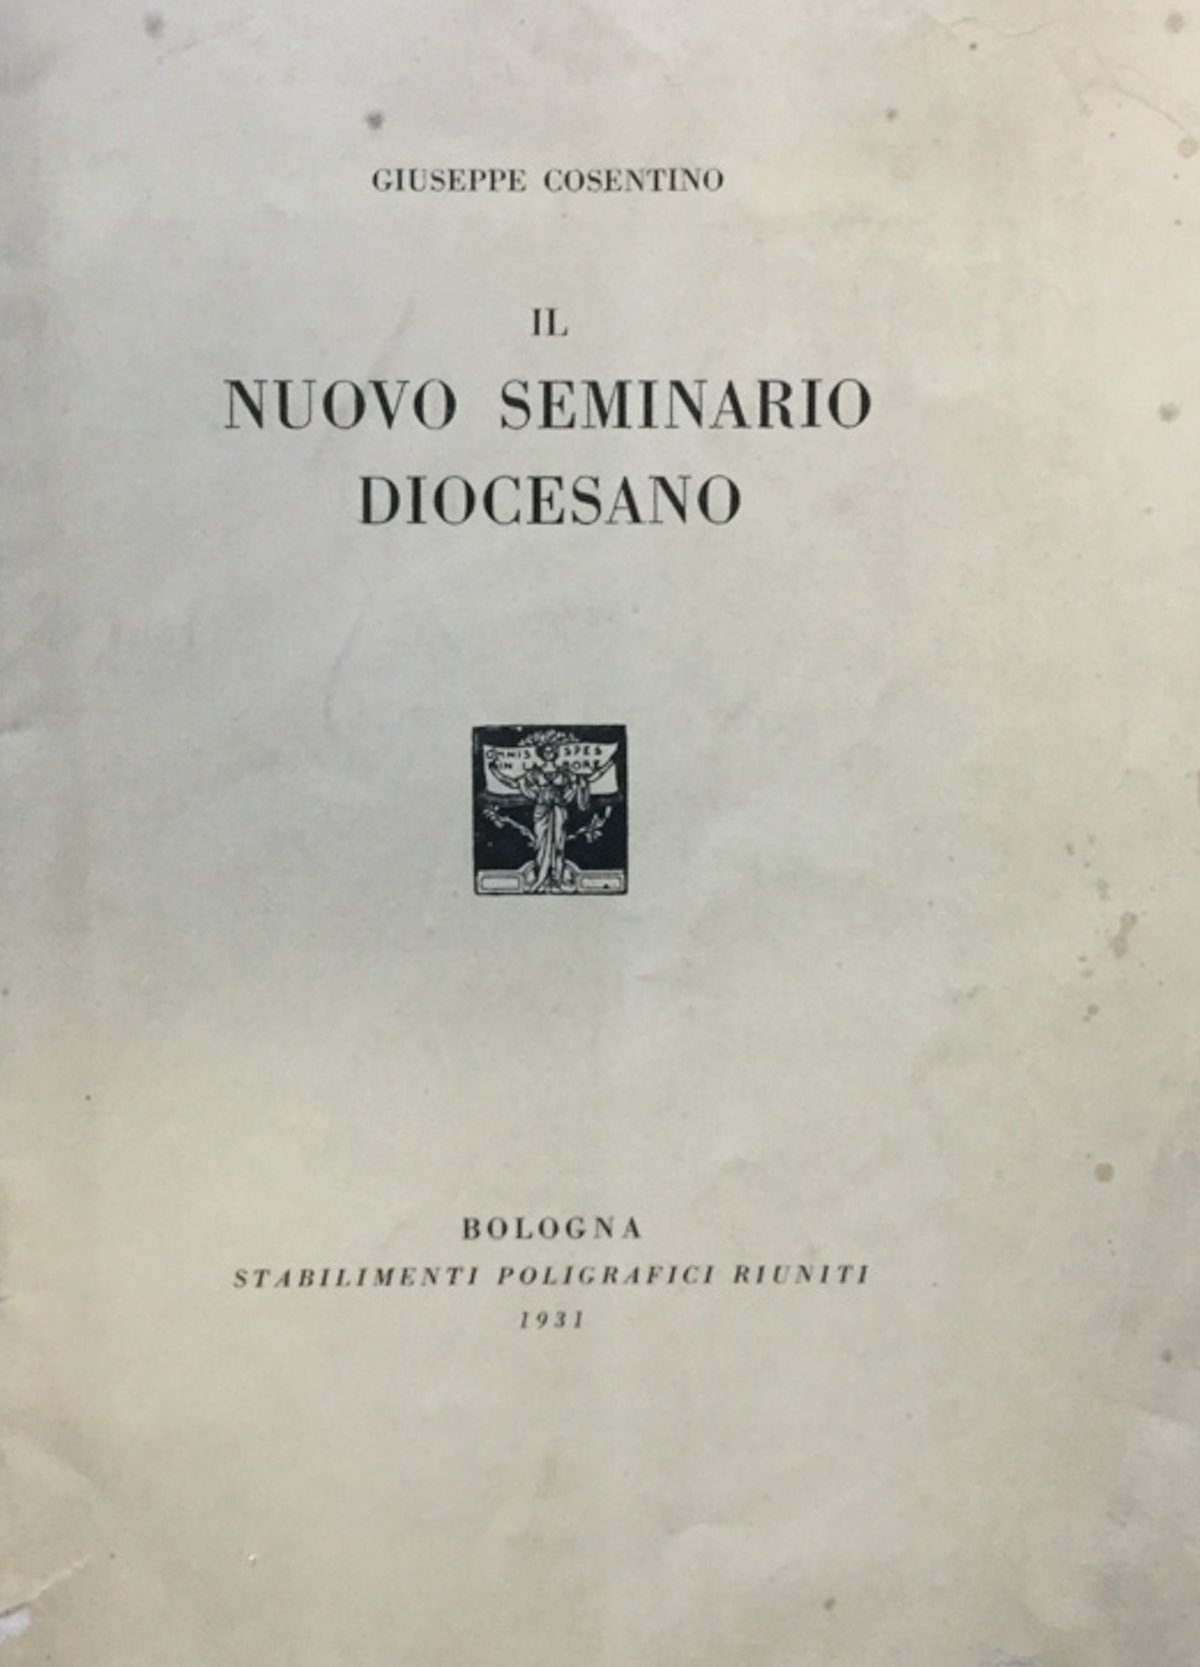 GIUSEPPE COSENTINO
IL
NUOVO SEMINARIO
DIOCESANO
OMNIS SPES
IN LABORE
BOLOGNA
STABILIMENTI POLIGRAFICI RIUNITI
1931